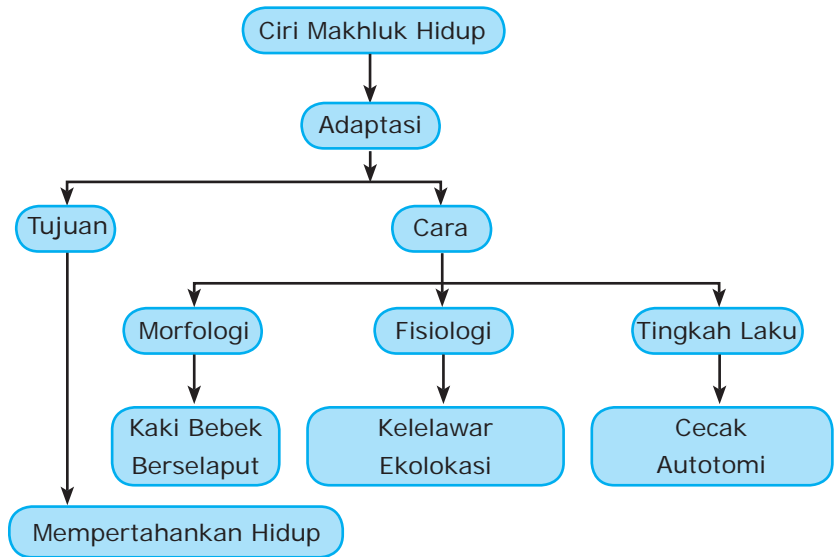 Ciri Makhluk Hidup
Adaptasi
Tujuan
Cara
Morfologi
Fisiologi
Tingkah Laku
Kaki Bebek
Berselaput
Kelelawar
Ekolokasi
Cecak
Autotomi
Mempertahankan Hidup